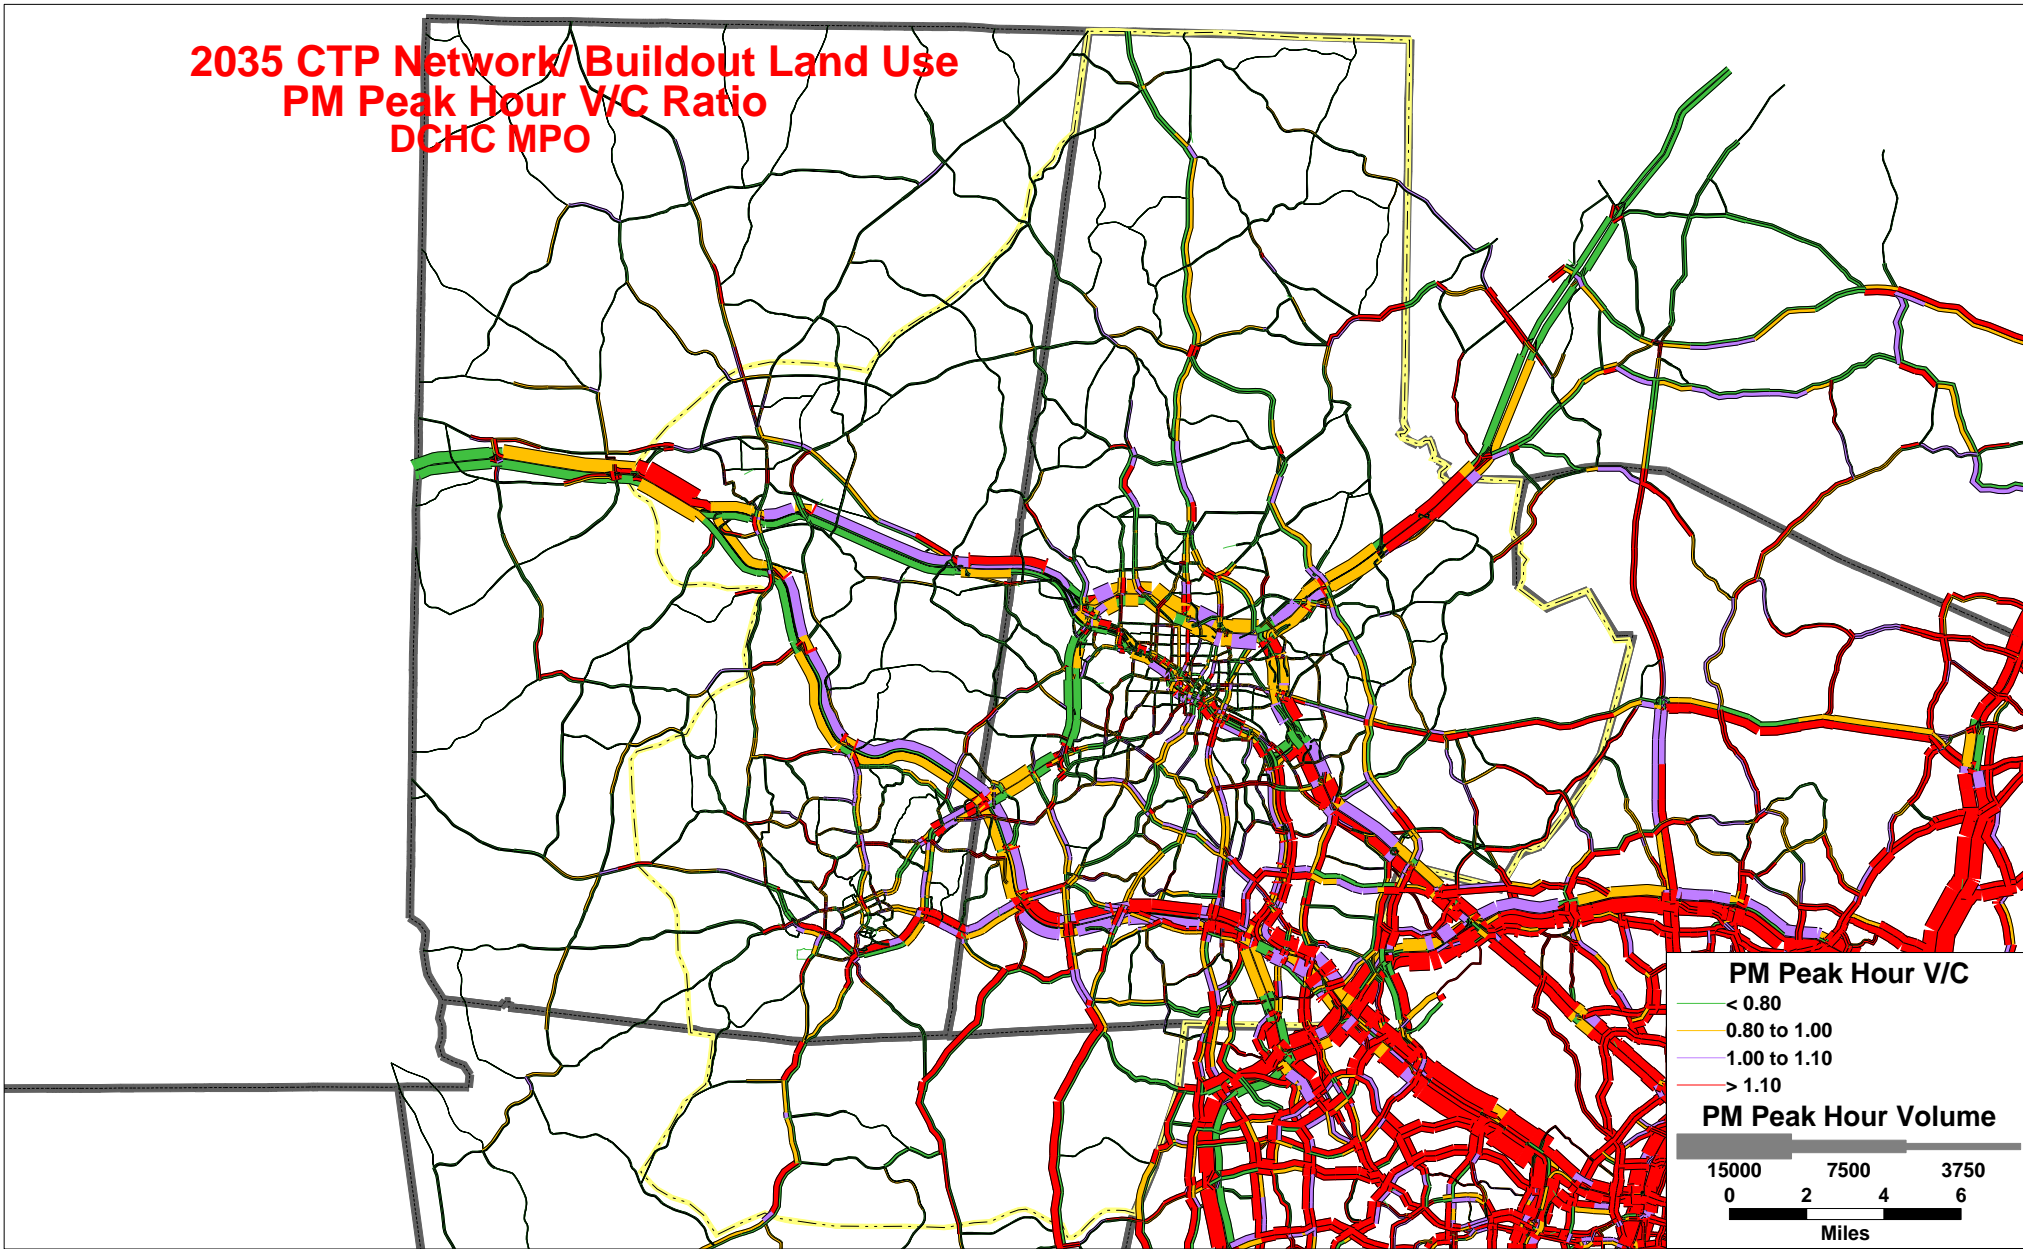 2035 CTP Network/ Buildout Land Use
PM Peak Hour V/C Ratio
DCHC MPO
PM Peak Hour V/C
< 0.80
0.80 to 1.00
1.00 to 1.10
> 1.10
PM Peak Hour Volume
15000 7500 3750
0 2 4 6
Miles